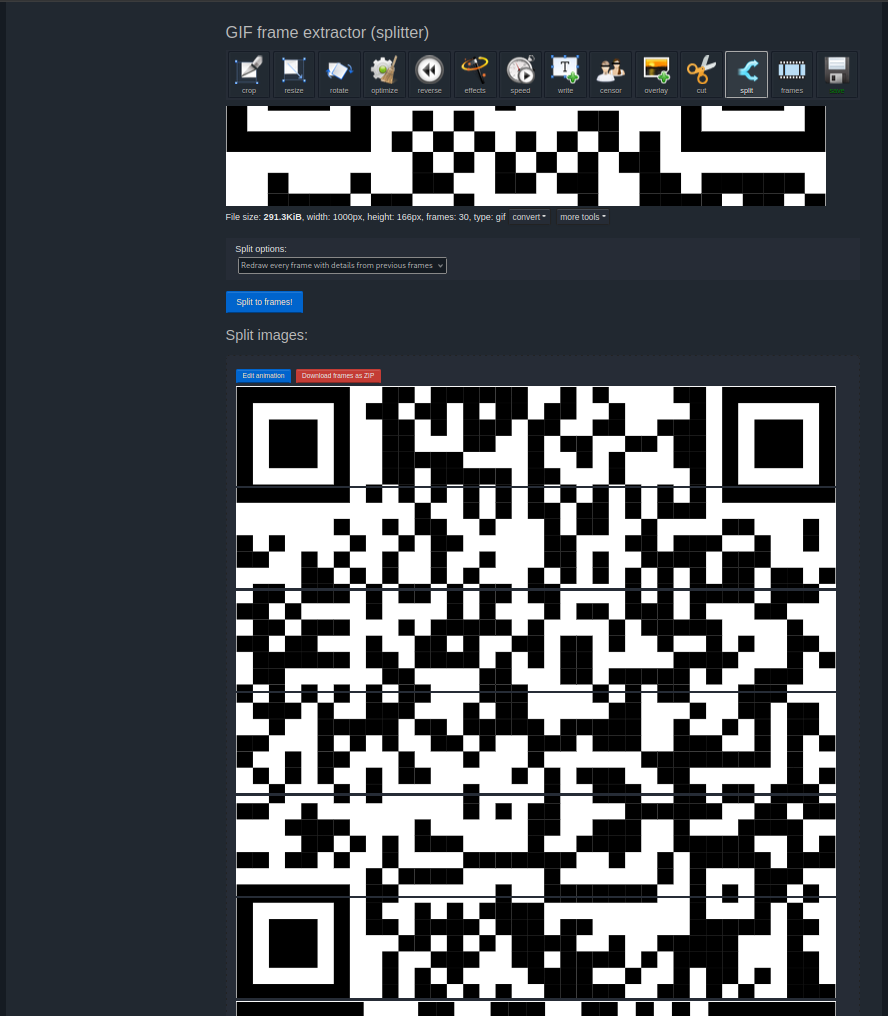 GIF frame extractor (splitter)
crop resize rotate optimize reverse effects speed write censor overlay cut split frames save
File size: 291.3KiB, width: 1000px, height: 166px, frames: 30, type: gif convert more tools
Split options:
Redraw every frame with details from previous frames
Split to frames!
Split images:
Edit animation Download frames as ZIP